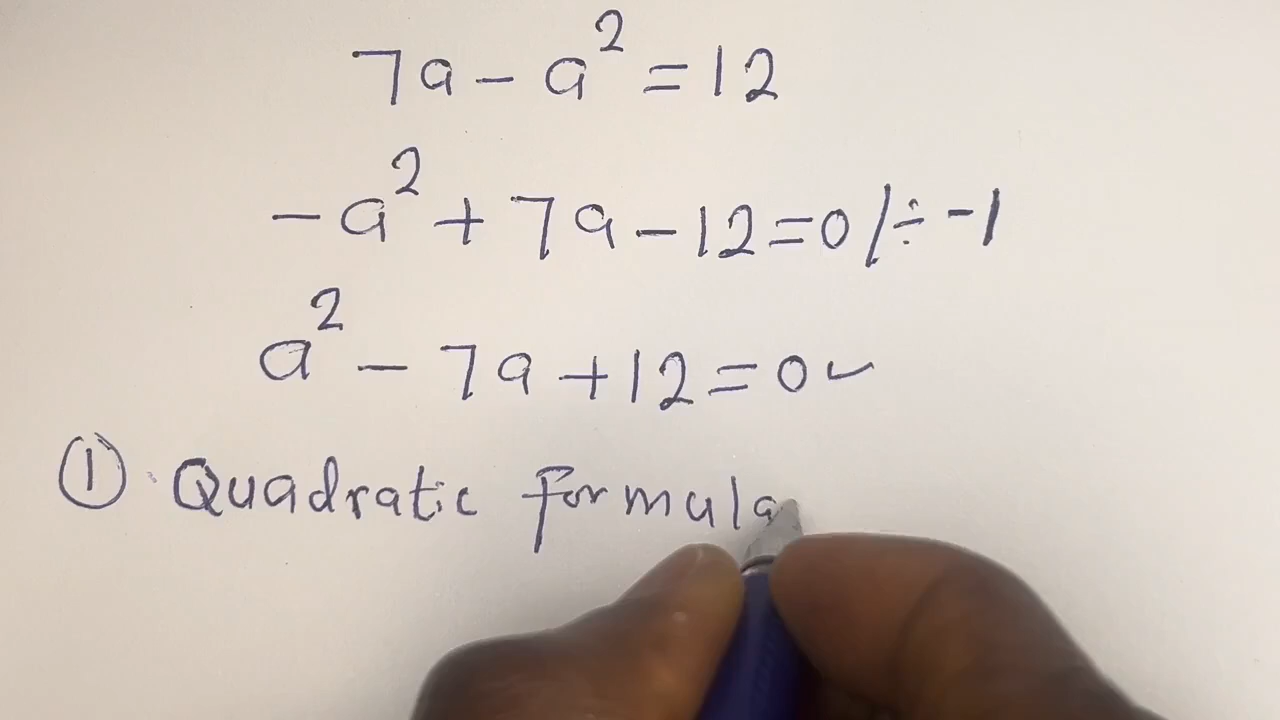 7a - a² = 12
-a² + 7a - 12 = 0 / ÷ -1
a² - 7a + 12 = 0 ✓
① Quadratic formula